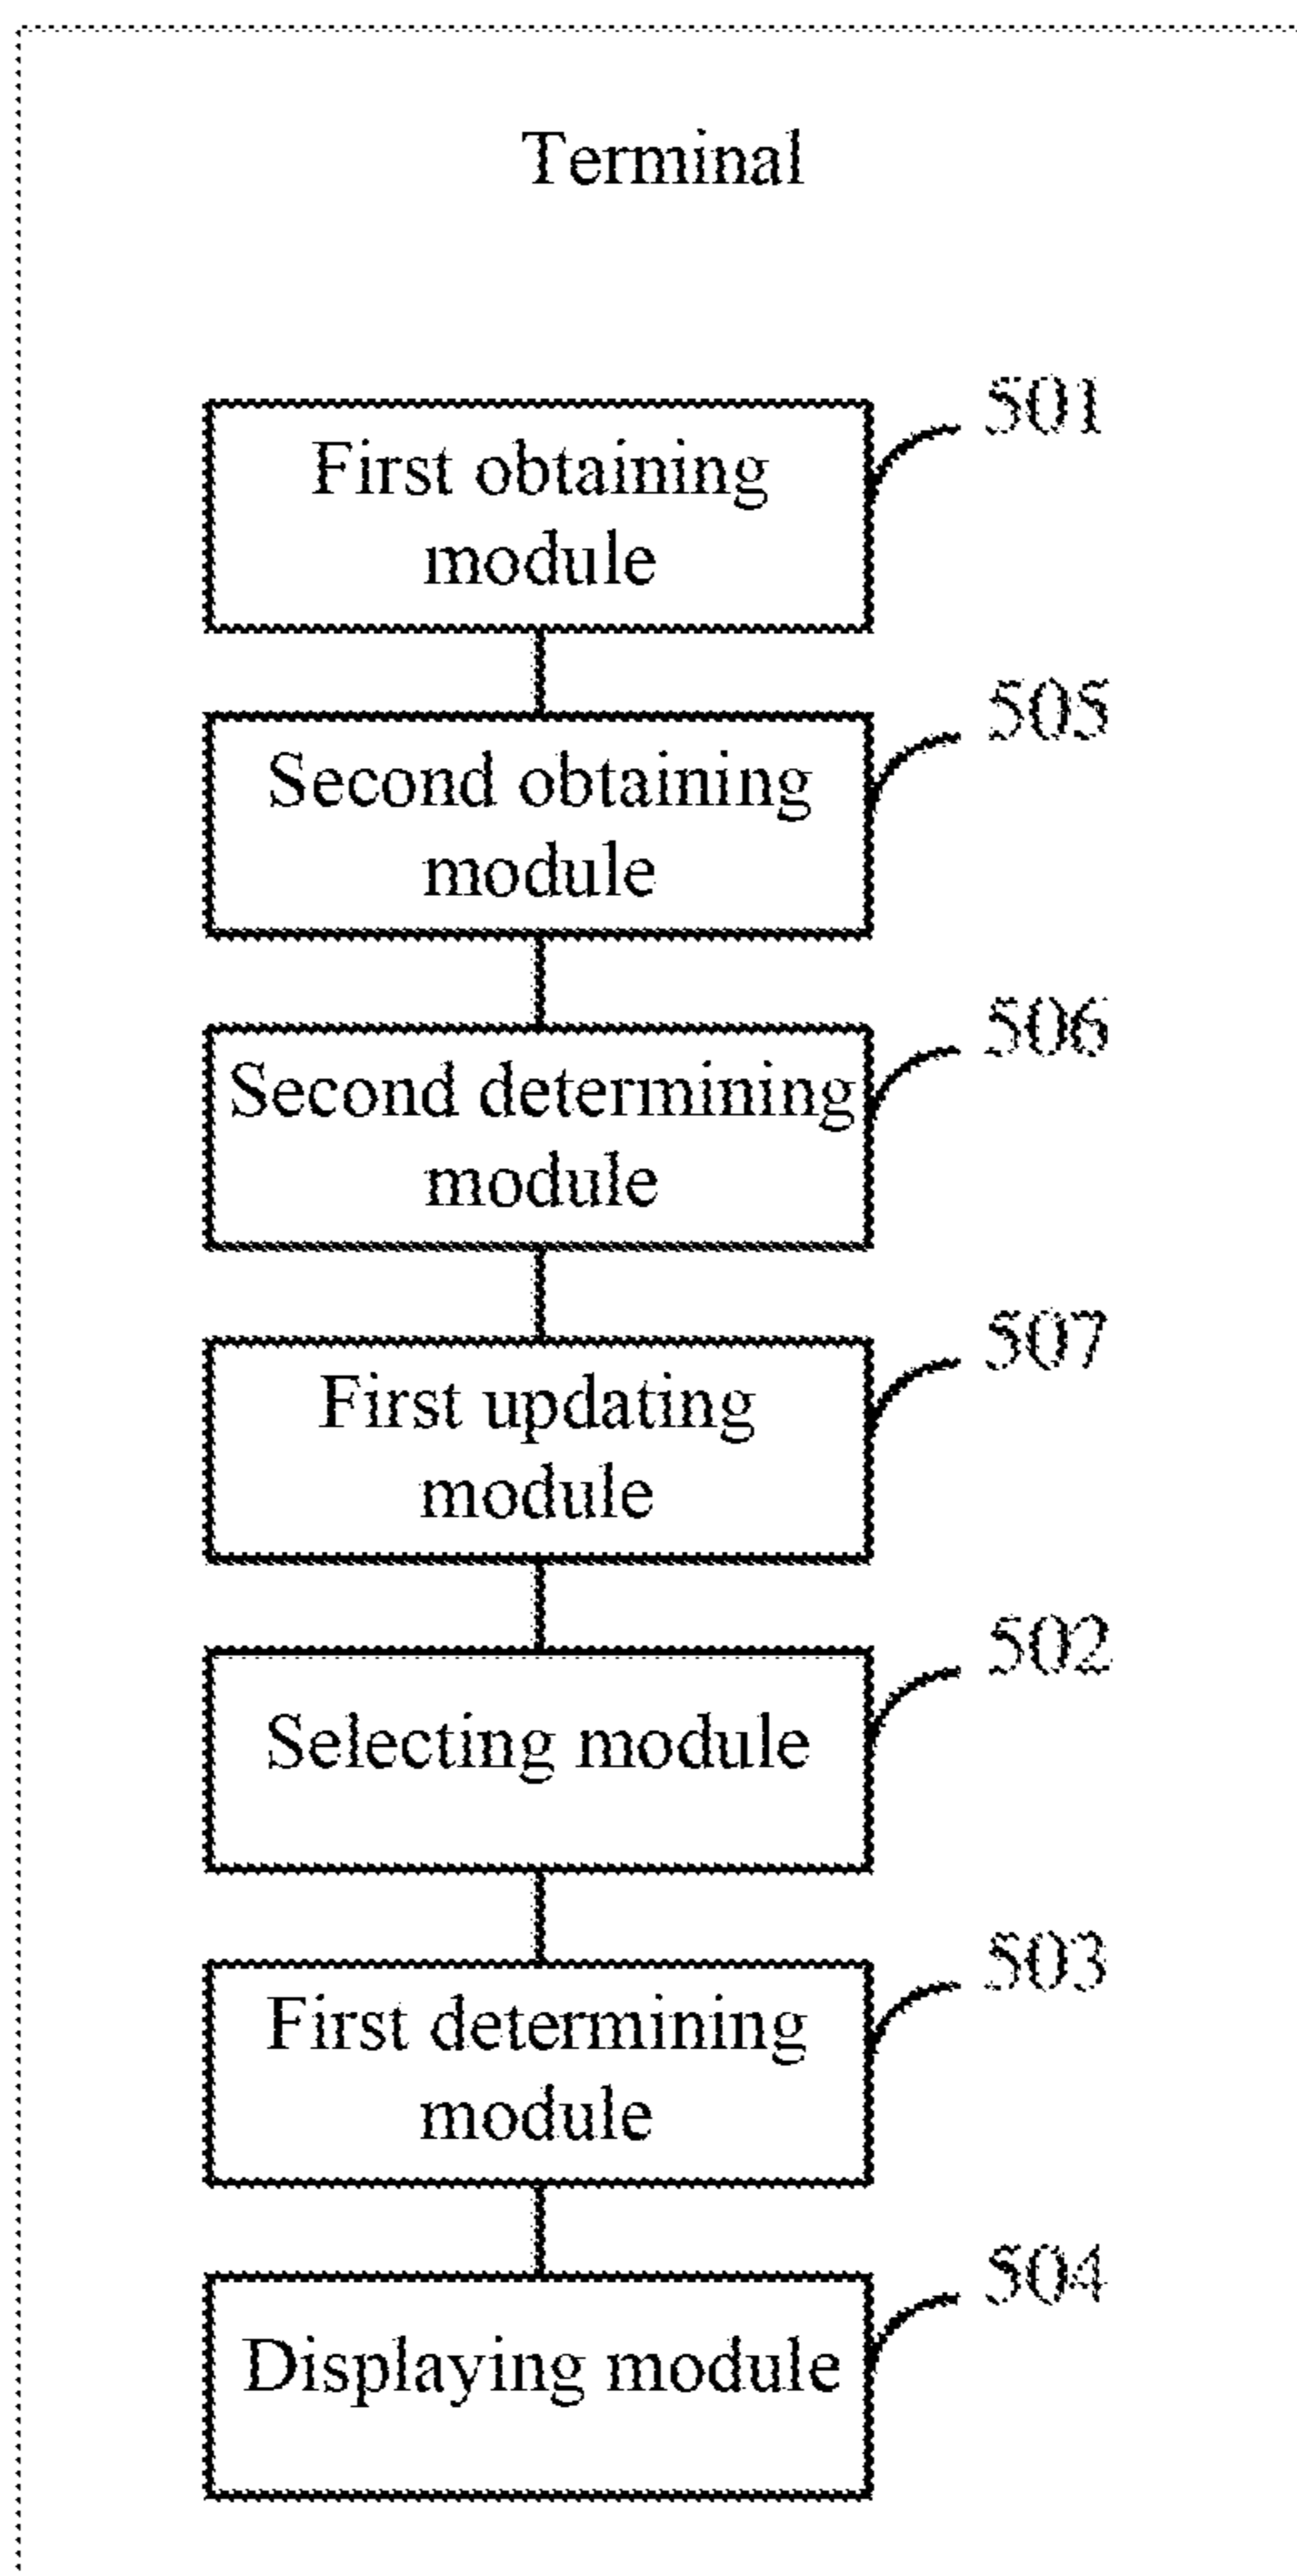 Terminal
First obtaining
module
501
Second obtaining
module
505
Second determining
module
506
First updating
module
507
Selecting module
502
First determining
module
503
Displaying module
504